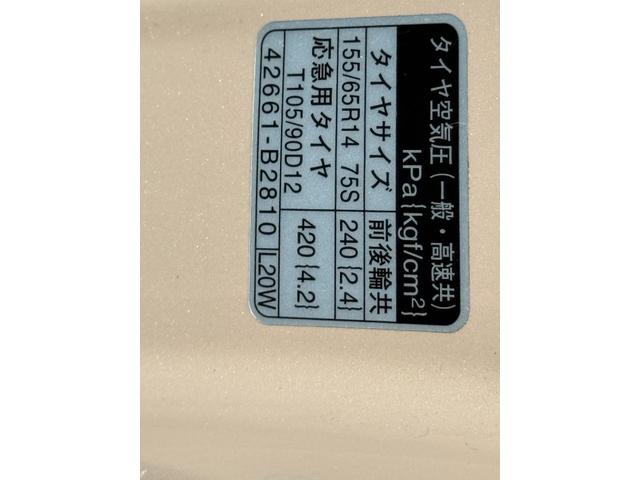 タイヤ空気圧(一般・高速共)
kPa{kgf/cm²}
タイヤサイズ 前後輪共
155/65R14 75S 240{2.4}
応急用タイヤ
T105/90D12 420{4.2}
42661-B2810 L20W